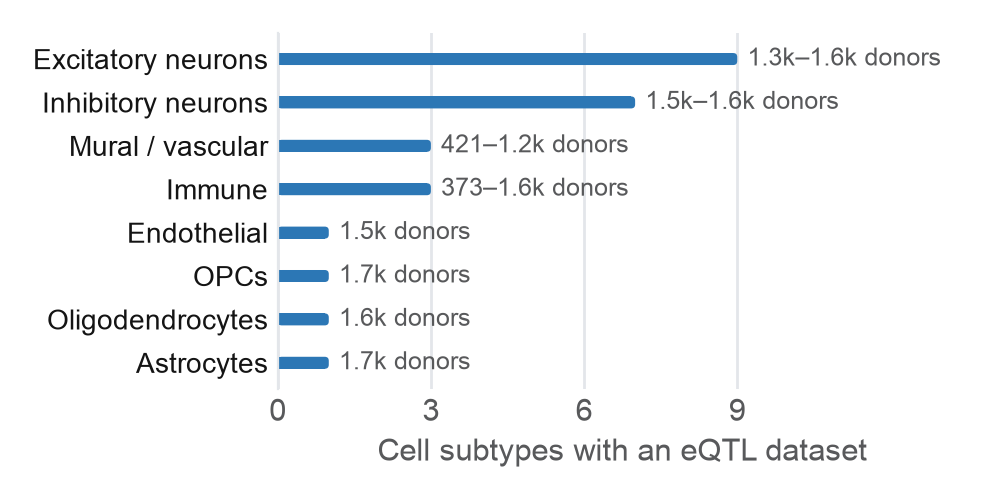 Excitatory neurons 1.3k–1.6k donors
Inhibitory neurons 1.5k–1.6k donors
Mural / vascular 421–1.2k donors
Immune 373–1.6k donors
Endothelial 1.5k donors
OPCs 1.7k donors
Oligodendrocytes 1.6k donors
Astrocytes 1.7k donors
0 3 6 9
Cell subtypes with an eQTL dataset